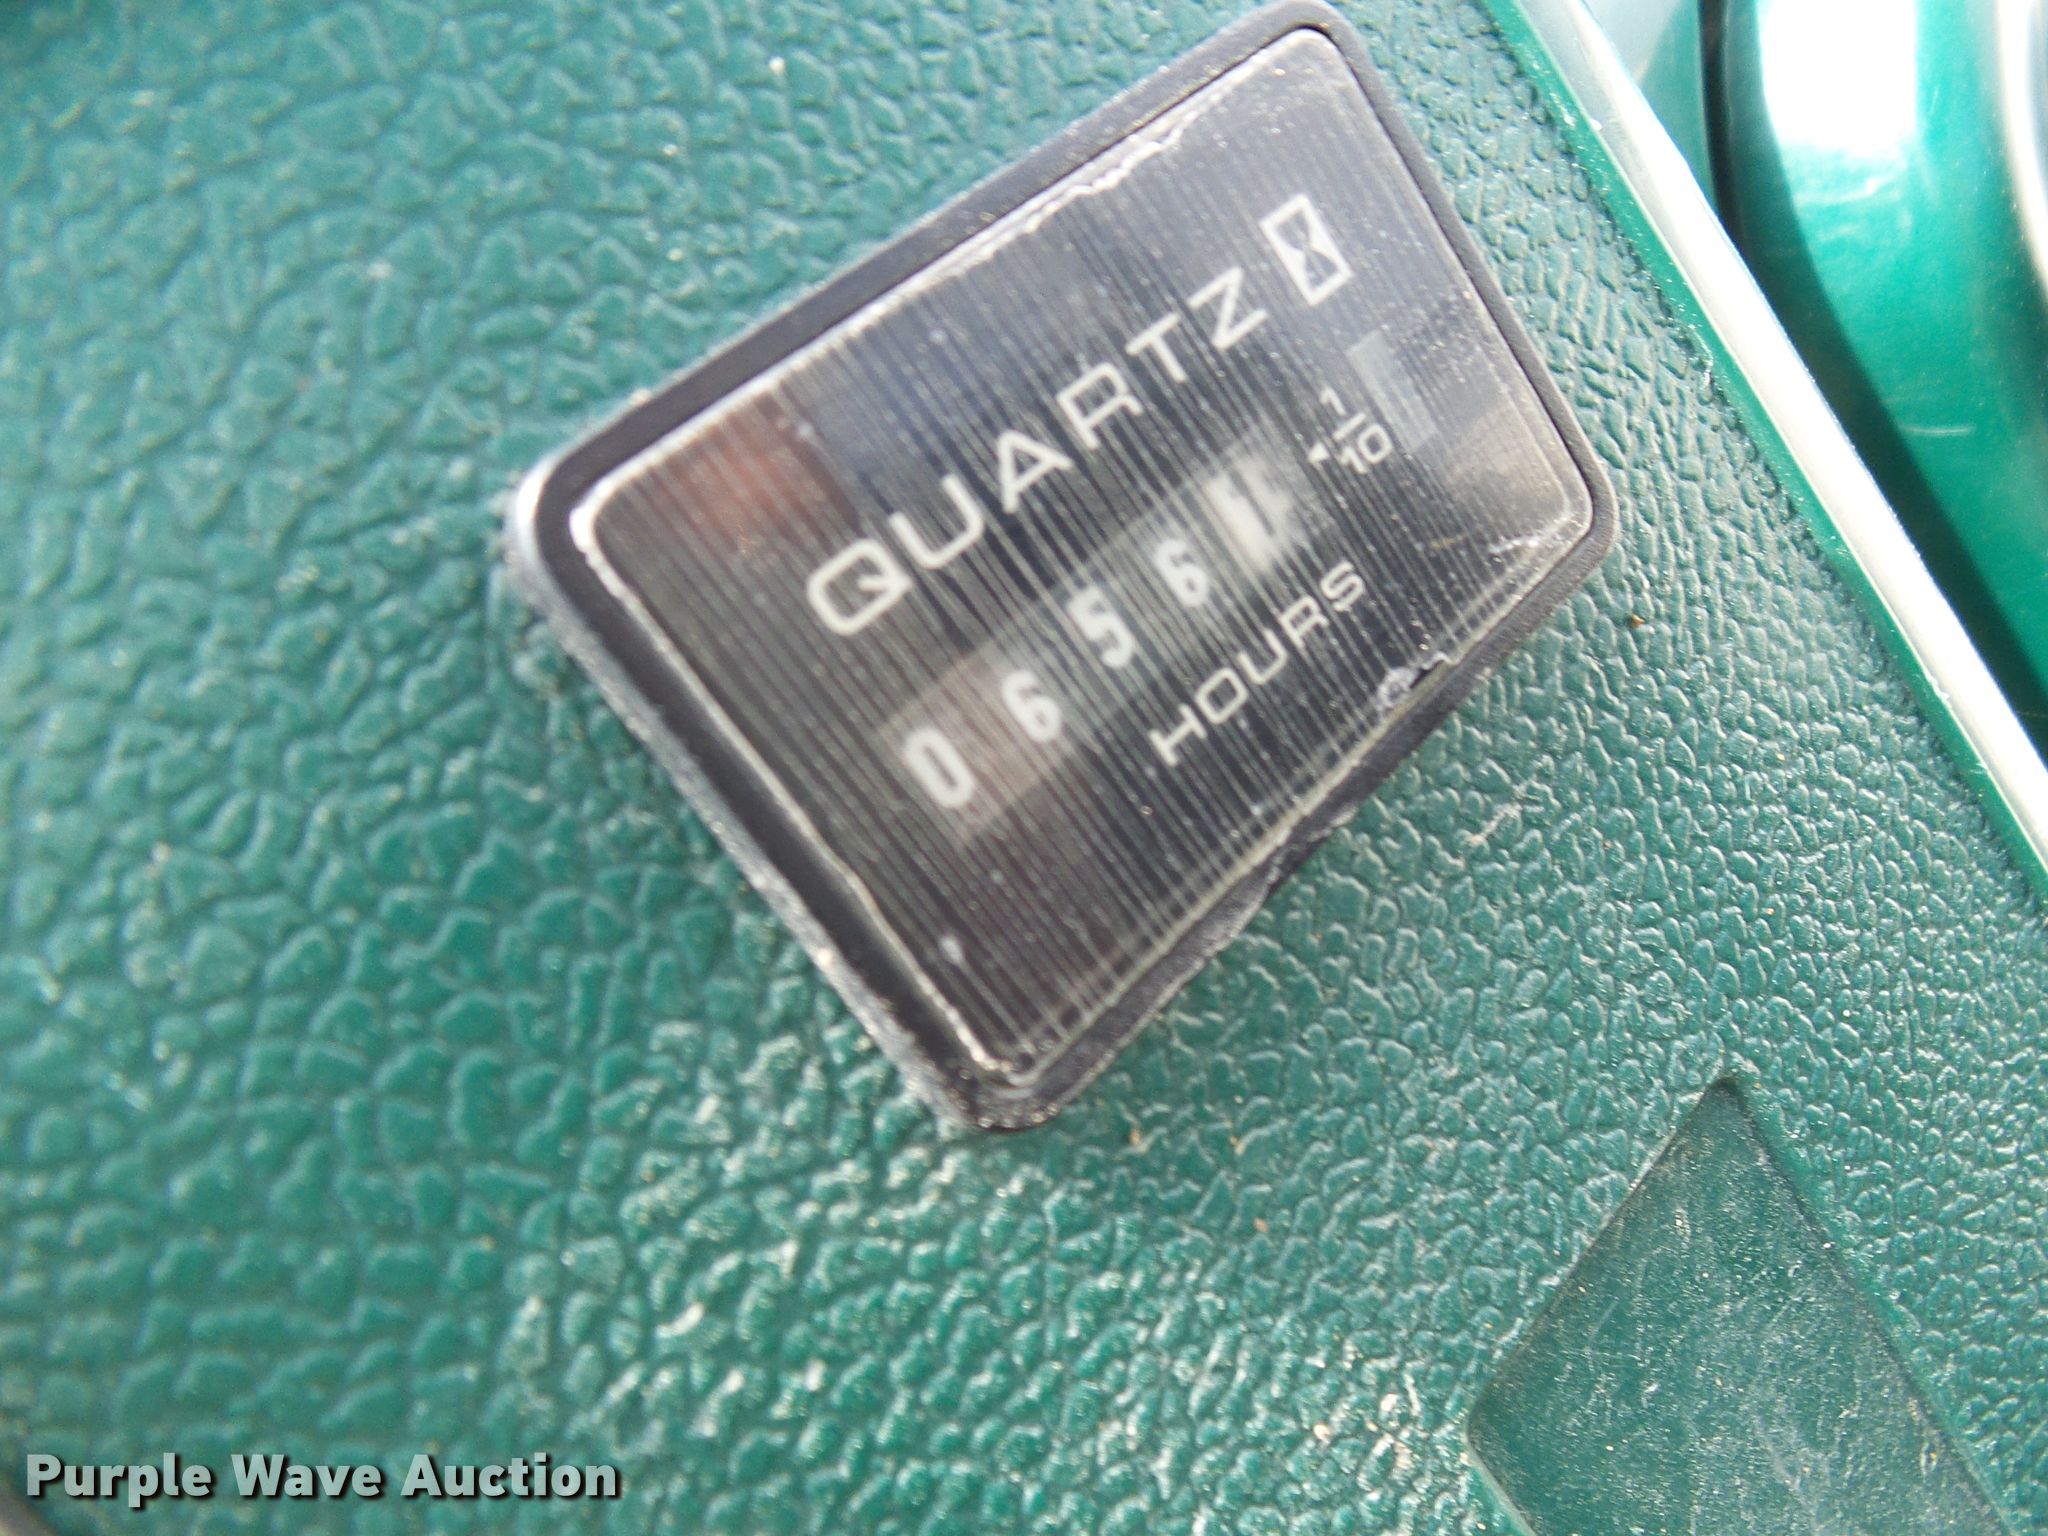 QUARTZ
0656
1/10
HOURS
Purple Wave Auction